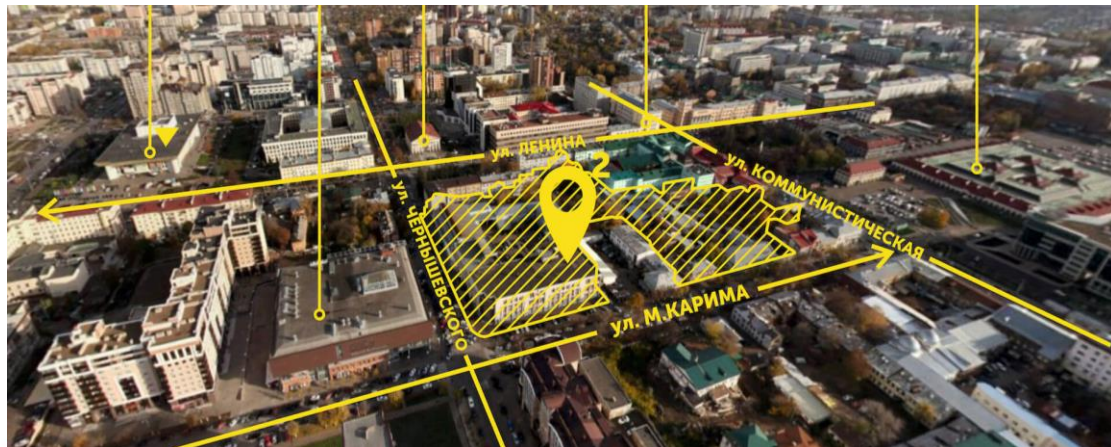 ул. ЛЕНИНА
2
ул. КОММУНИСТИЧЕСКАЯ
ул. ЧЕРНЫШЕВСКОГО
ул. М.КАРИМА